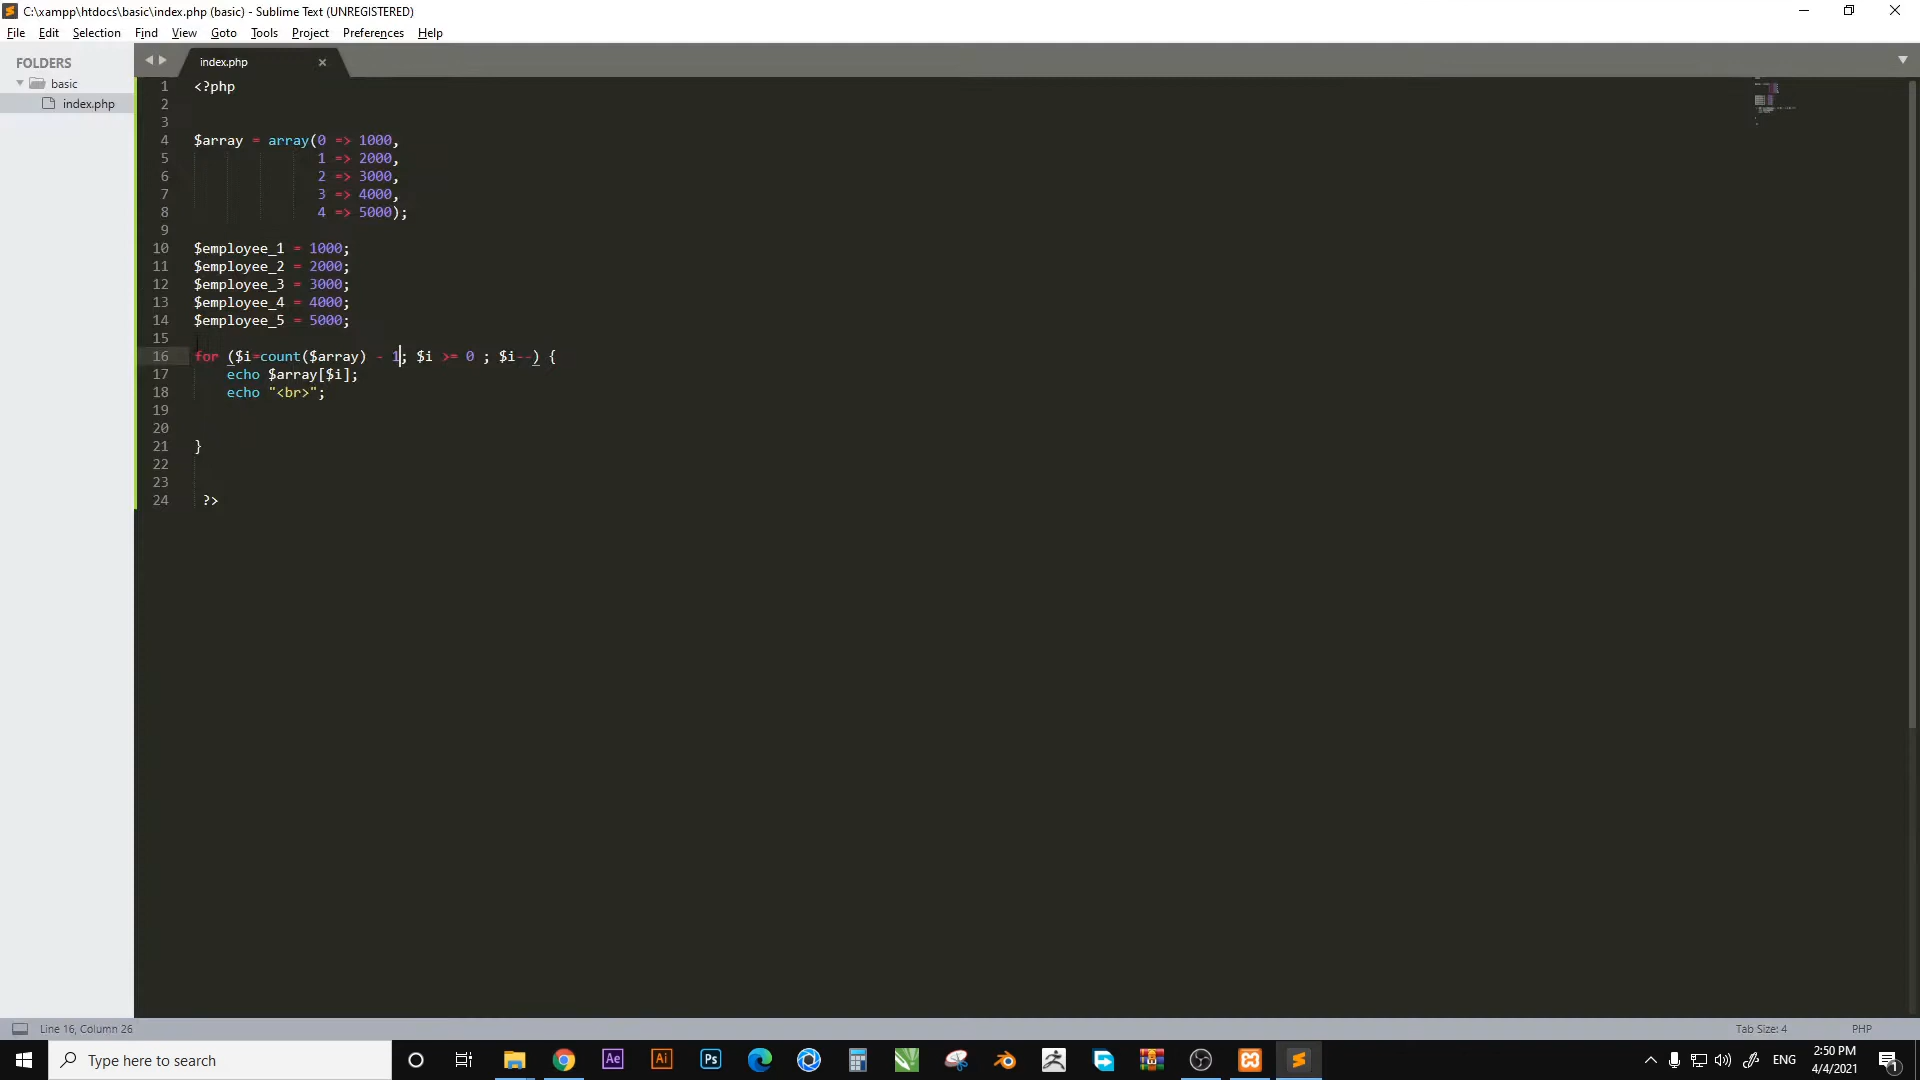 C:\xampp\htdocs\basic\index.php (basic) - Sublime Text (UNREGISTERED)
File Edit Selection Find View Goto Tools Project Preferences Help
FOLDERS
basic
index.php
index.php
1 <?php
2
3
4 $array = array(0 => 1000,
5 1 => 2000,
6 2 => 3000,
7 3 => 4000,
8 4 => 5000);
9
10 $employee_1 = 1000;
11 $employee_2 = 2000;
12 $employee_3 = 3000;
13 $employee_4 = 4000;
14 $employee_5 = 5000;
15
16 for ($i=count($array) - 1; $i >= 0 ; $i--) {
17 echo $array[$i];
18 echo "<br>";
19
20
21 }
22
23
24 ?>
Line 16, Column 26
Tab Size: 4 PHP
Type here to search
Ae Ai Ps
ENG
2:50 PM
4/4/2021
1